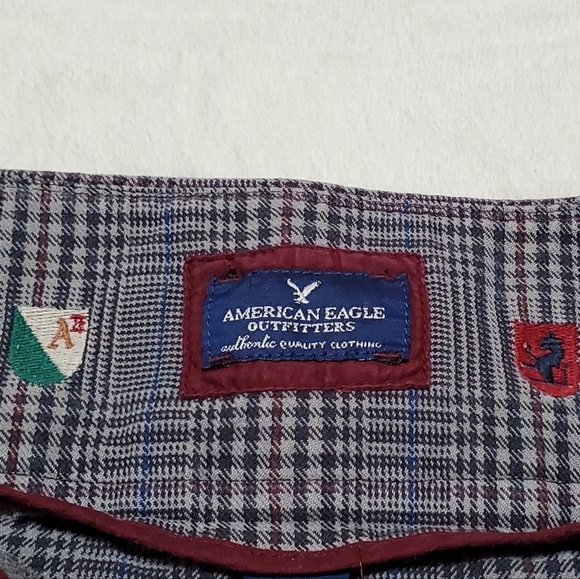 AMERICAN EAGLE
OUTFITTERS
authentic QUALITY CLOTHING
A